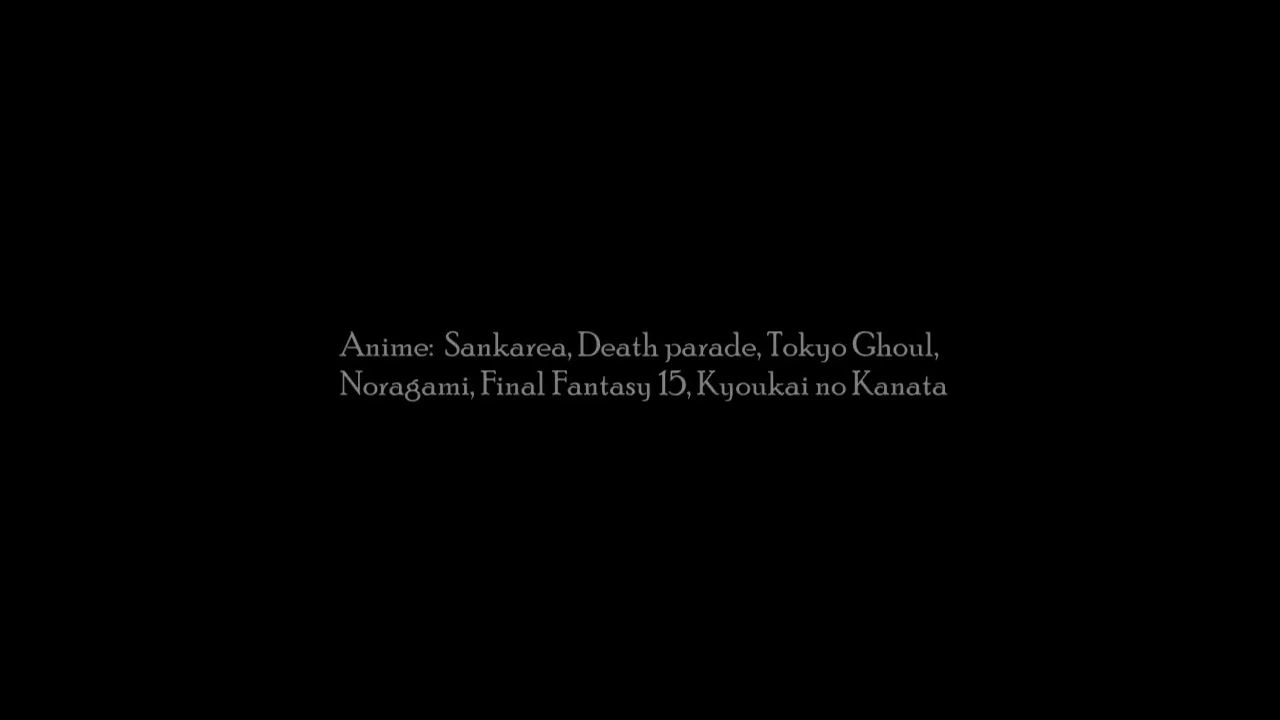 Anime: Sankarea, Death parade, Tokyo Ghoul,
Noragami, Final Fantasy 15, Kyoukai no Kanata